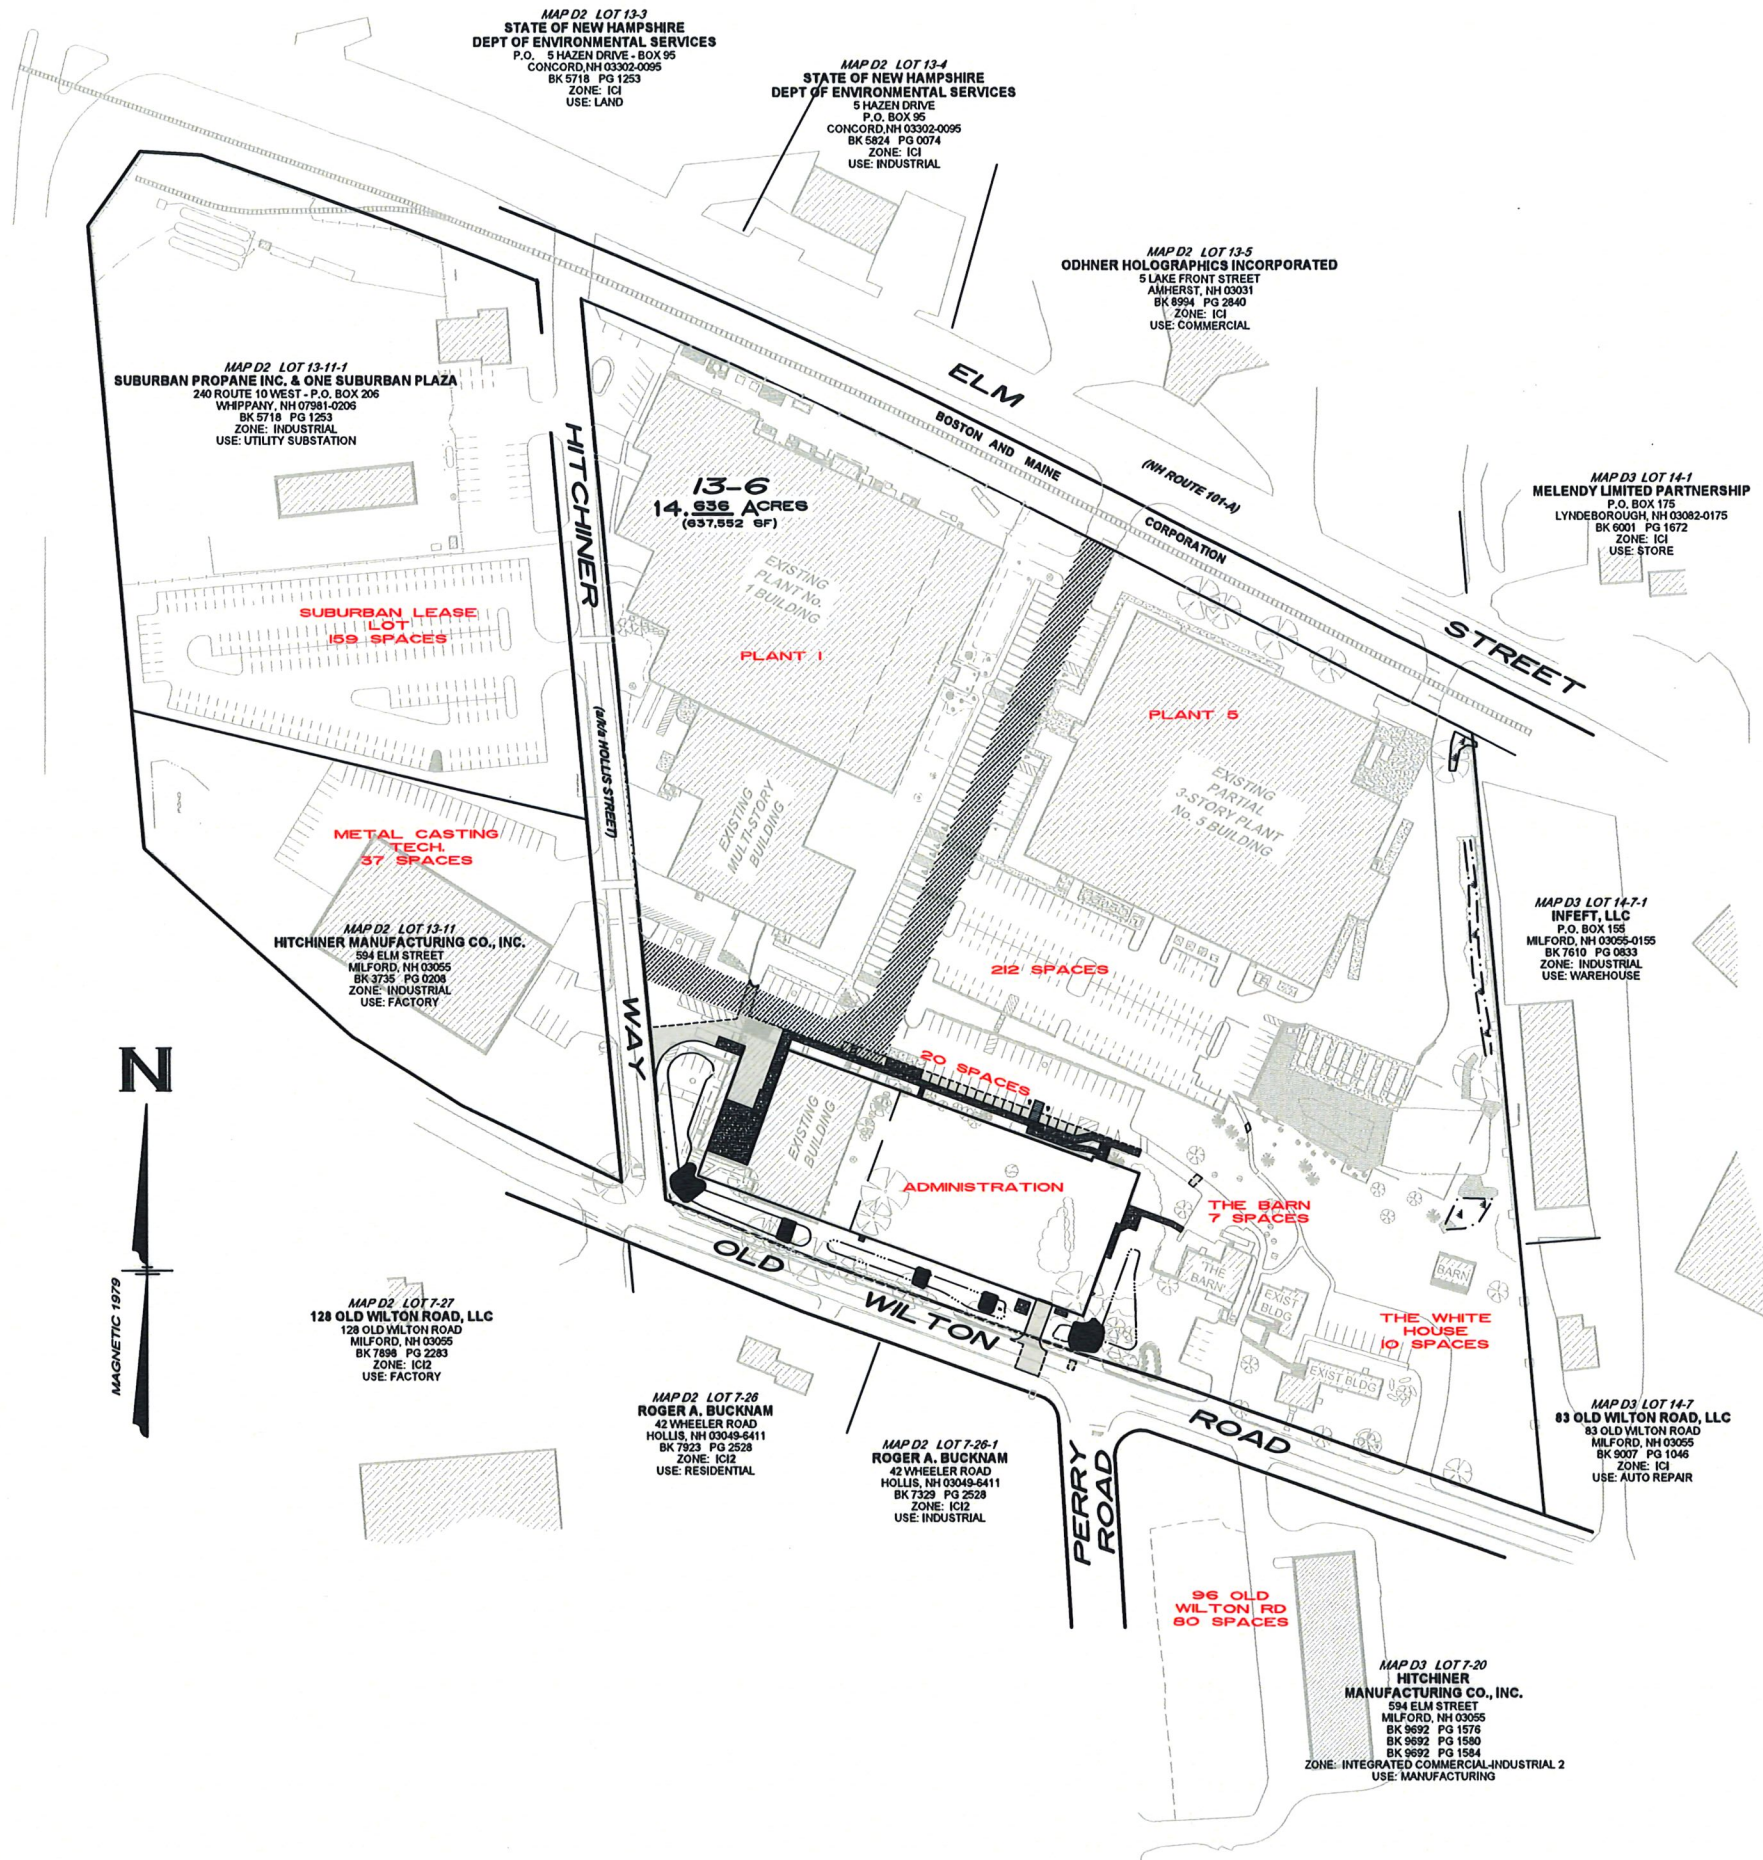 MAP D2 LOT 13-3
STATE OF NEW HAMPSHIRE
DEPT OF ENVIRONMENTAL SERVICES
P.O. 5 HAZEN DRIVE - BOX 95
CONCORD,NH 03302-0095
BK 5718 PG 1253
ZONE: ICI
USE: LAND
MAP D2 LOT 13-4
STATE OF NEW HAMPSHIRE
DEPT OF ENVIRONMENTAL SERVICES
5 HAZEN DRIVE
P.O. BOX 95
CONCORD,NH 03302-0095
BK 5824 PG 0074
ZONE: ICI
USE: INDUSTRIAL
MAP D2 LOT 13-5
ODHNER HOLOGRAPHICS INCORPORATED
5 LAKE FRONT STREET
AMHERST, NH 03031
BK 8994 PG 2840
ZONE: ICI
USE: COMMERCIAL
MAP D2 LOT 13-11-1
SUBURBAN PROPANE INC. & ONE SUBURBAN PLAZA
240 ROUTE 10 WEST - P.O. BOX 206
WHIPPANY, NH 07981-0206
BK 5718 PG 1253
ZONE: INDUSTRIAL
USE: UTILITY SUBSTATION
ELM
STREET
BOSTON AND MAINE
CORPORATION
(NH ROUTE 101-A)
MAP D3 LOT 14-1
MELENDY LIMITED PARTNERSHIP
P.O. BOX 175
LYNDEBOROUGH, NH 03082-0175
BK 6001 PG 1672
ZONE: ICI
USE: STORE
HITCHINER
WAY
(a/k/a HOLLIS STREET)
13-6
14.636 ACRES
(637,552 SF)
EXISTING
PLANT No.
1 BUILDING
PLANT 1
SUBURBAN LEASE
LOT
159 SPACES
PLANT 5
EXISTING
PARTIAL
3-STORY PLANT
No. 5 BUILDING
EXISTING
MULTI-STORY
BUILDING
METAL CASTING
TECH.
37 SPACES
MAP D2 LOT 13-11
HITCHINER MANUFACTURING CO., INC.
594 ELM STREET
MILFORD, NH 03055
BK 3735 PG 0208
ZONE: INDUSTRIAL
USE: FACTORY
MAP D3 LOT 14-7-1
INFEFT, LLC
P.O. BOX 155
MILFORD, NH 03055-0155
BK 7610 PG 0833
ZONE: INDUSTRIAL
USE: WAREHOUSE
212 SPACES
20 SPACES
N
MAGNETIC 1979
EXISTING
BUILDING
ADMINISTRATION
THE BARN
7 SPACES
THE
BARN
BARN
EXIST
BLDG
EXIST BLDG
THE WHITE
HOUSE
10 SPACES
OLD
WILTON
ROAD
MAP D2 LOT 7-27
128 OLD WILTON ROAD, LLC
128 OLD WILTON ROAD
MILFORD, NH 03055
BK 7898 PG 2283
ZONE: ICI2
USE: FACTORY
MAP D2 LOT 7-26
ROGER A. BUCKNAM
42 WHEELER ROAD
HOLLIS, NH 03049-6411
BK 7923 PG 2528
ZONE: ICI2
USE: RESIDENTIAL
MAP D2 LOT 7-26-1
ROGER A. BUCKNAM
42 WHEELER ROAD
HOLLIS, NH 03049-6411
BK 7329 PG 2528
ZONE: ICI2
USE: INDUSTRIAL
PERRY
ROAD
MAP D3 LOT 14-7
83 OLD WILTON ROAD, LLC
83 OLD WILTON ROAD
MILFORD, NH 03055
BK 9007 PG 1046
ZONE: ICI
USE: AUTO REPAIR
96 OLD
WILTON RD
80 SPACES
MAP D3 LOT 7-20
HITCHINER
MANUFACTURING CO., INC.
594 ELM STREET
MILFORD, NH 03055
BK 9692 PG 1576
BK 9692 PG 1580
BK 9692 PG 1584
ZONE: INTEGRATED COMMERCIAL-INDUSTRIAL 2
USE: MANUFACTURING